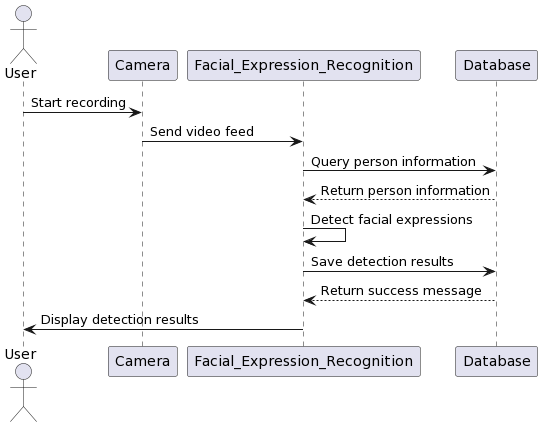 User
Camera
Facial_Expression_Recognition
Database
Start recording
Send video feed
Query person information
Return person information
Detect facial expressions
Save detection results
Return success message
Display detection results
User
Camera
Facial_Expression_Recognition
Database